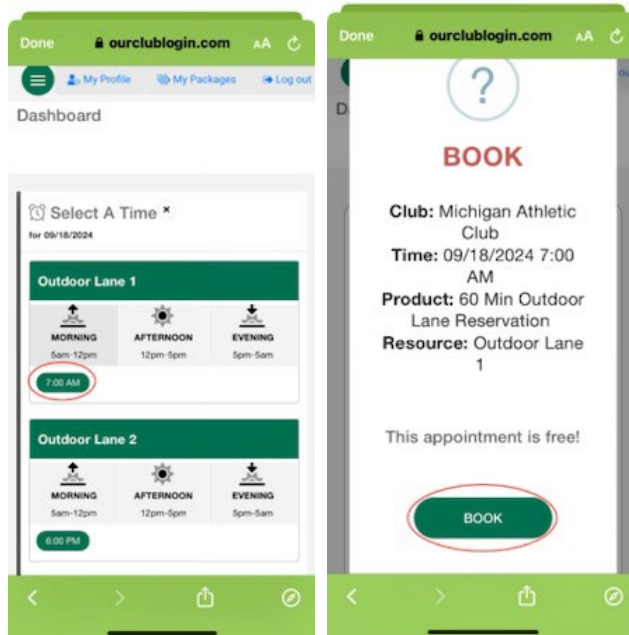 Done ourclublogin.com AA
My Profile My Packages Log out
Dashboard
Select A Time ×
for 09/18/2024
Outdoor Lane 1
MORNING AFTERNOON EVENING
5am-12pm 12pm-5pm 5pm-5am
7:00 AM
Outdoor Lane 2
MORNING AFTERNOON EVENING
5am-12pm 12pm-5pm 5pm-5am
6:00 PM
Done ourclublogin.com AA
D
ou
?
BOOK
Club: Michigan Athletic
Club
Time: 09/18/2024 7:00
AM
Product: 60 Min Outdoor
Lane Reservation
Resource: Outdoor Lane
1
This appointment is free!
BOOK